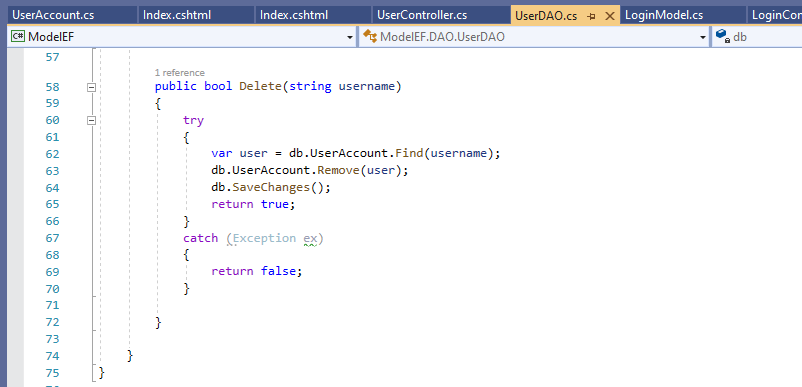 UserAccount.cs Index.cshtml Index.cshtml UserController.cs UserDAO.cs LoginModel.cs LoginCon
C# ModelEF ModelEF.DAO.UserDAO db
57
1 reference
58 public bool Delete(string username)
59 {
60 try
61 {
62 var user = db.UserAccount.Find(username);
63 db.UserAccount.Remove(user);
64 db.SaveChanges();
65 return true;
66 }
67 catch (Exception ex)
68 {
69 return false;
70 }
71
72 }
73
74 }
75 }